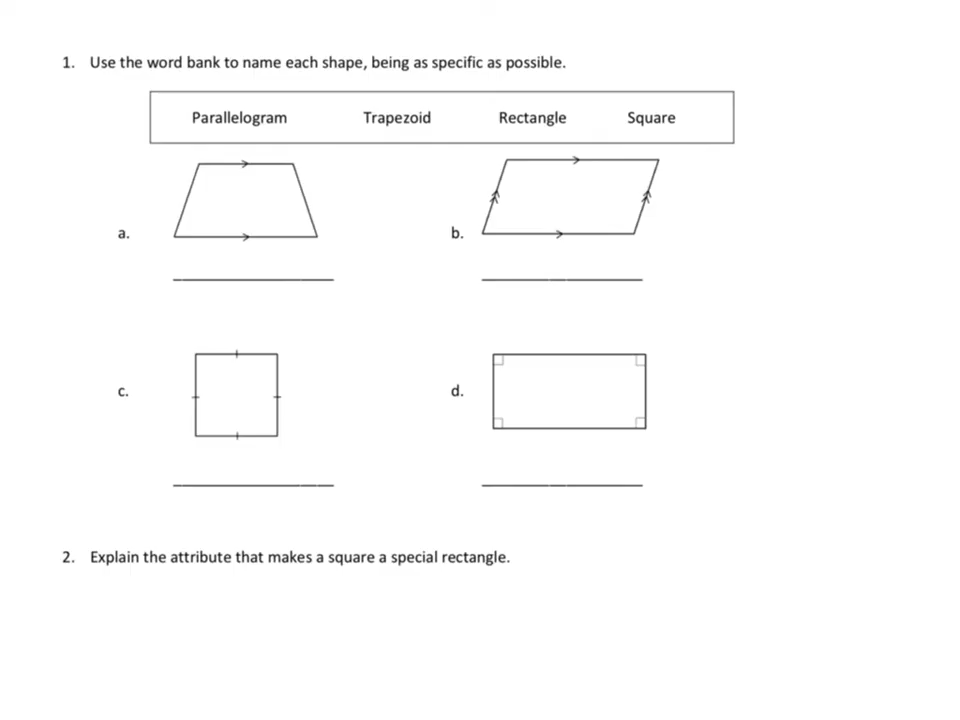 1. Use the word bank to name each shape, being as specific as possible.
Parallelogram Trapezoid Rectangle Square
a.
b.
c.
d.
2. Explain the attribute that makes a square a special rectangle.